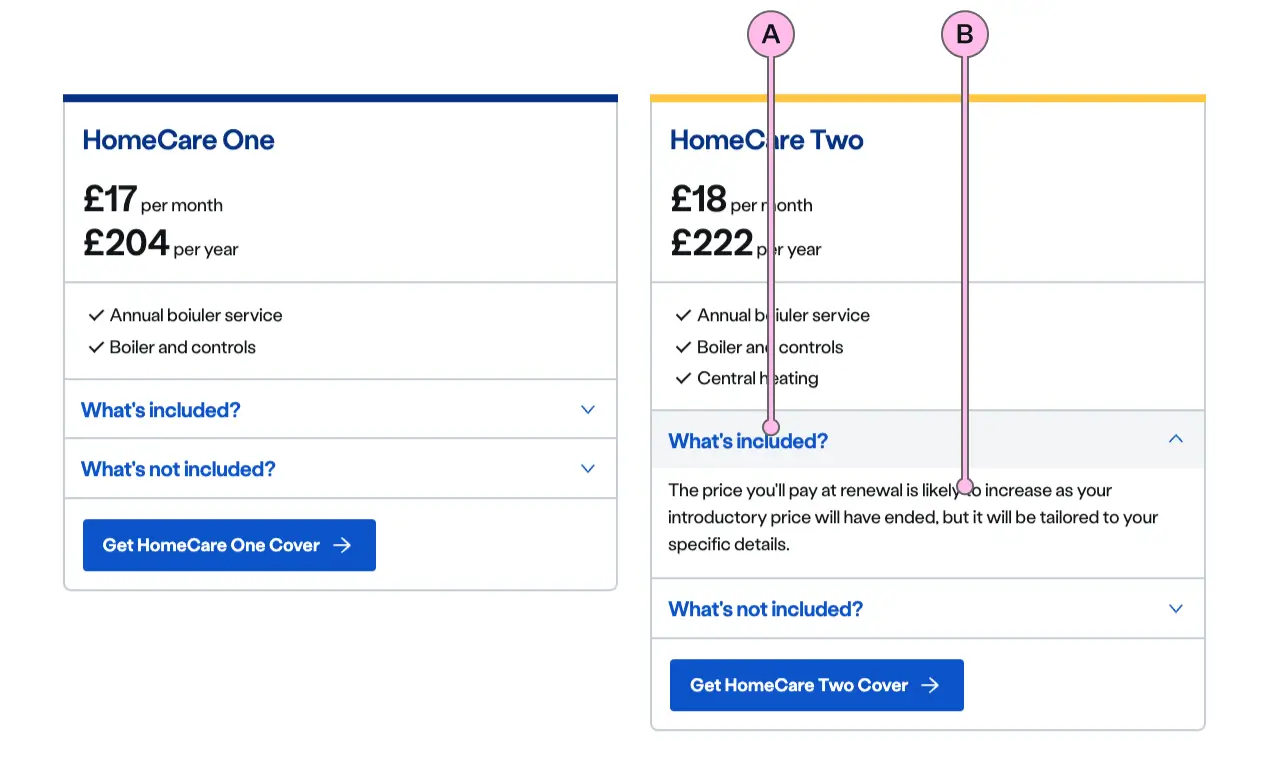 A
B
HomeCare One
£17 per month
£204 per year
Annual boiuler service
Boiler and controls
What's included?
What's not included?
Get HomeCare One Cover
HomeCare Two
£18 per month
£222 per year
Annual boiuler service
Boiler and controls
Central heating
What's included?
The price you'll pay at renewal is likely to increase as your
introductory price will have ended, but it will be tailored to your
specific details.
What's not included?
Get HomeCare Two Cover